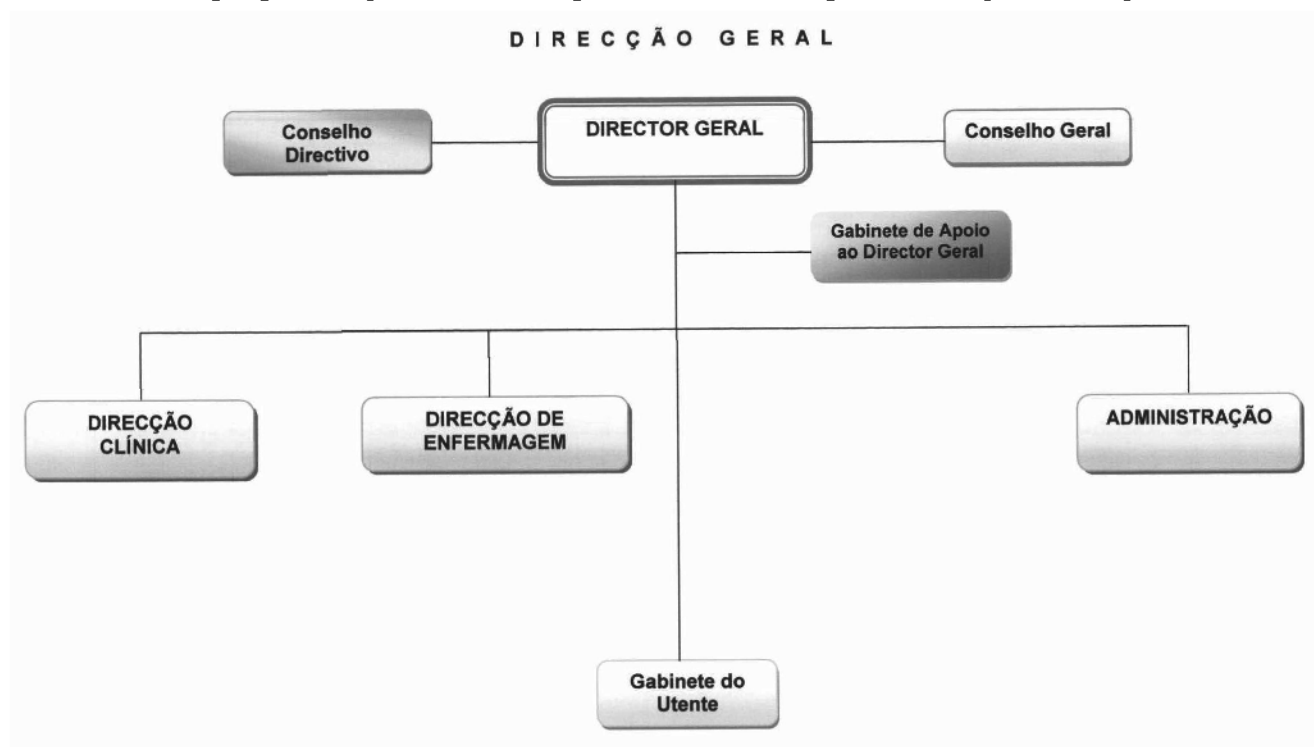 DIRECÇÃO GERAL
Conselho
Directivo
DIRECTOR GERAL
Conselho Geral
Gabinete de Apoio
ao Director Geral
DIRECÇÃO
CLÍNICA
DIRECÇÃO DE
ENFERMAGEM
ADMINISTRAÇÃO
Gabinete do
Utente